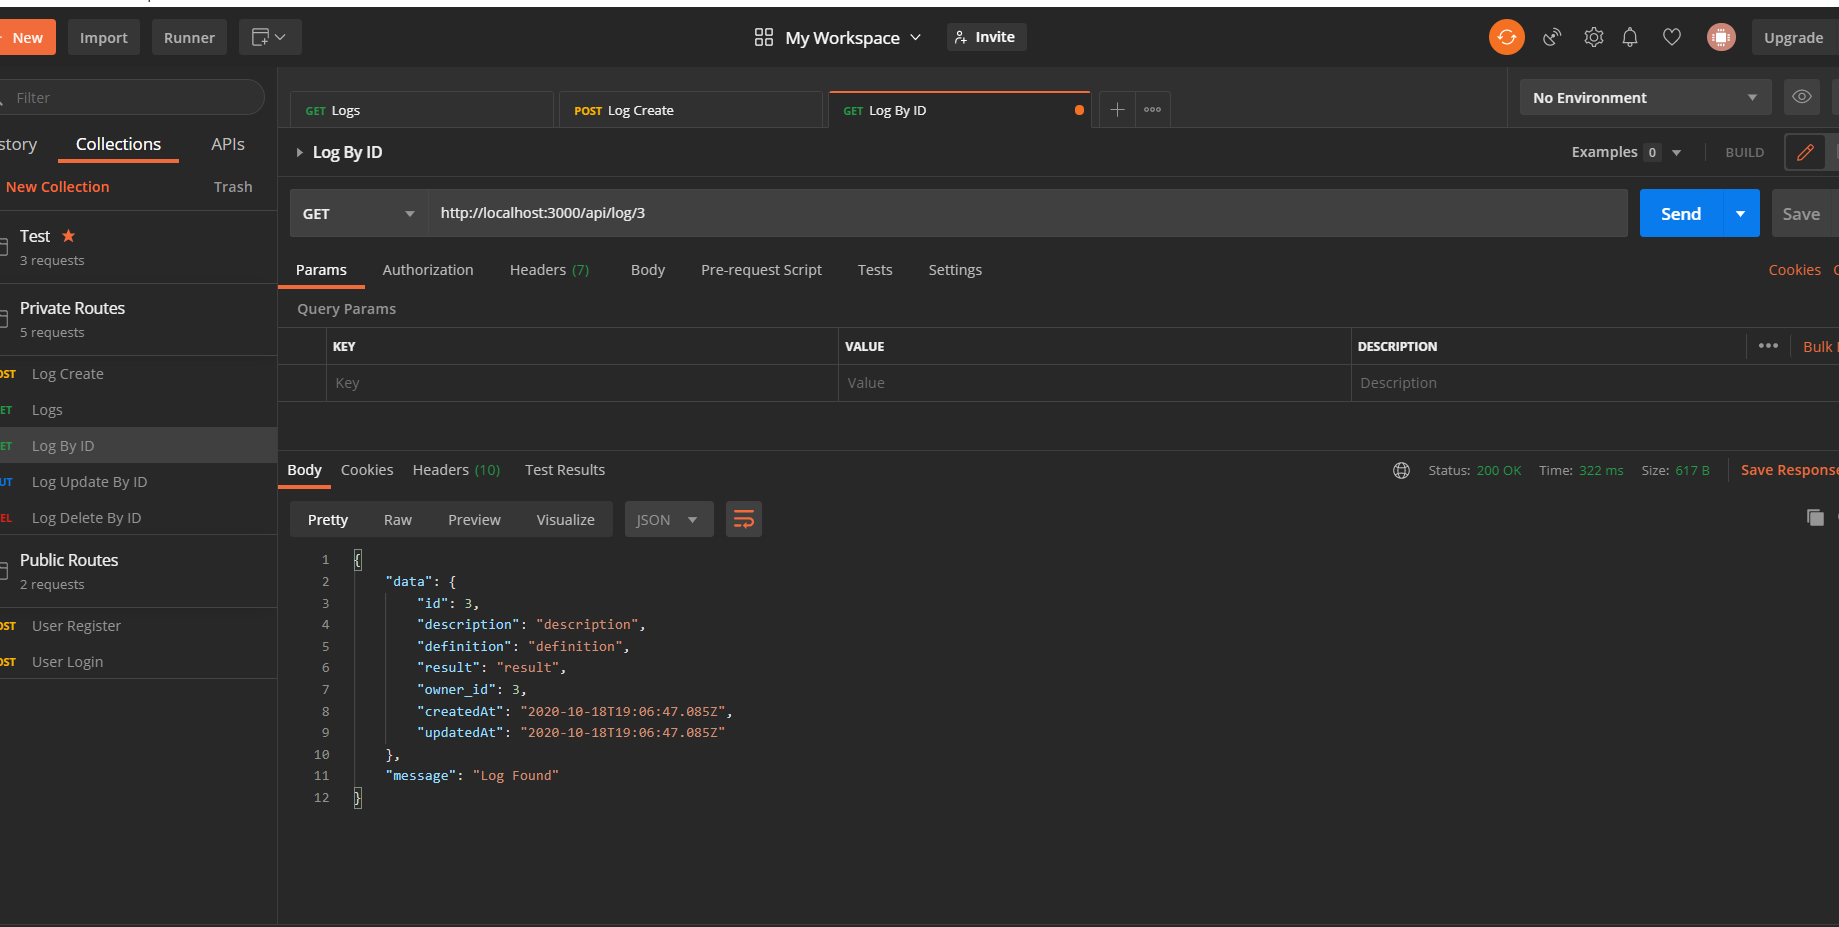 New Import Runner My Workspace Invite Upgrade
Filter
GET Logs POST Log Create GET Log By ID No Environment
story Collections APIs
Log By ID Examples 0 BUILD
New Collection Trash
GET http://localhost:3000/api/log/3 Send Save
Test
3 requests
Params Authorization Headers (7) Body Pre-request Script Tests Settings Cookies
Private Routes
5 requests
Query Params
KEY VALUE DESCRIPTION Bulk
Key Value Description
OST Log Create
ET Logs
ET Log By ID
UT Log Update By ID
EL Log Delete By ID
Public Routes
2 requests
OST User Register
OST User Login
Body Cookies Headers (10) Test Results Status: 200 OK Time: 322 ms Size: 617 B Save Response
Pretty Raw Preview Visualize JSON
1 {
2 "data": {
3 "id": 3,
4 "description": "description",
5 "definition": "definition",
6 "result": "result",
7 "owner_id": 3,
8 "createdAt": "2020-10-18T19:06:47.085Z",
9 "updatedAt": "2020-10-18T19:06:47.085Z"
10 },
11 "message": "Log Found"
12 }